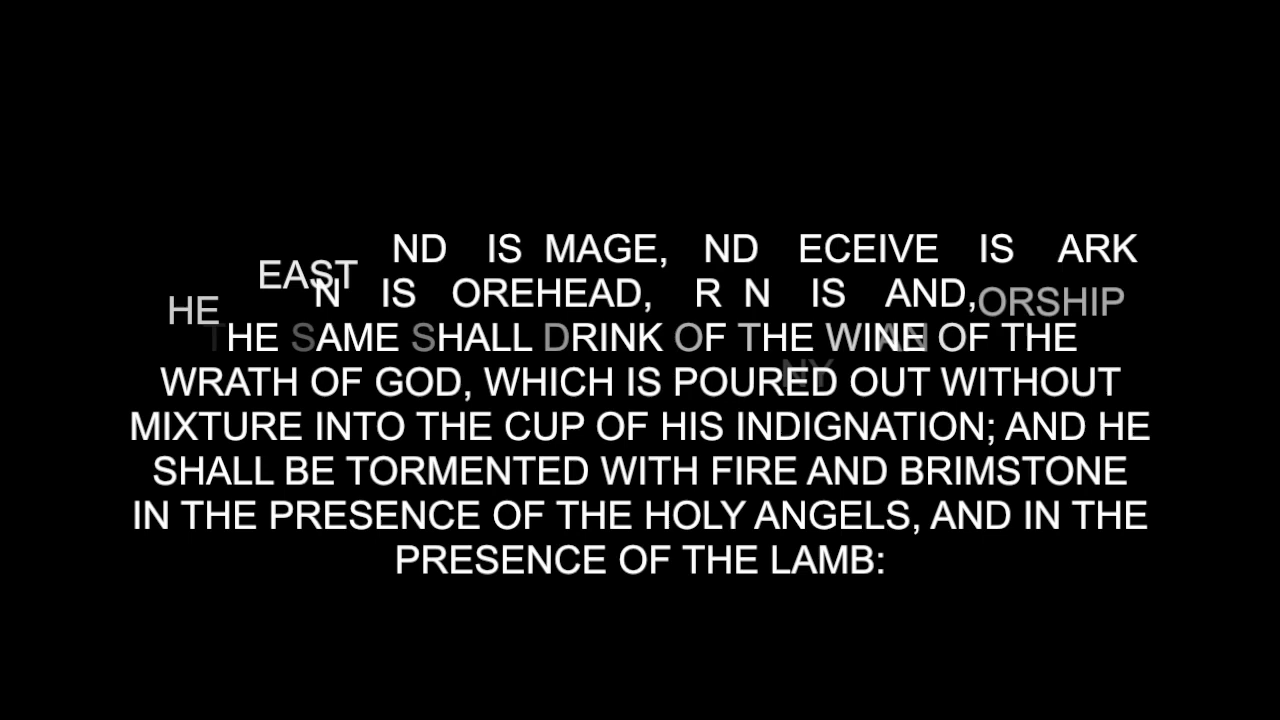 ND IS MAGE, ND ECEIVE IS ARK
EAST
N IS OREHEAD, R N IS AND,
ORSHIP
HE
THE SAME SHALL DRINK OF THE WINE OF THE
AN
NY
WRATH OF GOD, WHICH IS POURED OUT WITHOUT
MIXTURE INTO THE CUP OF HIS INDIGNATION; AND HE
SHALL BE TORMENTED WITH FIRE AND BRIMSTONE
IN THE PRESENCE OF THE HOLY ANGELS, AND IN THE
PRESENCE OF THE LAMB: